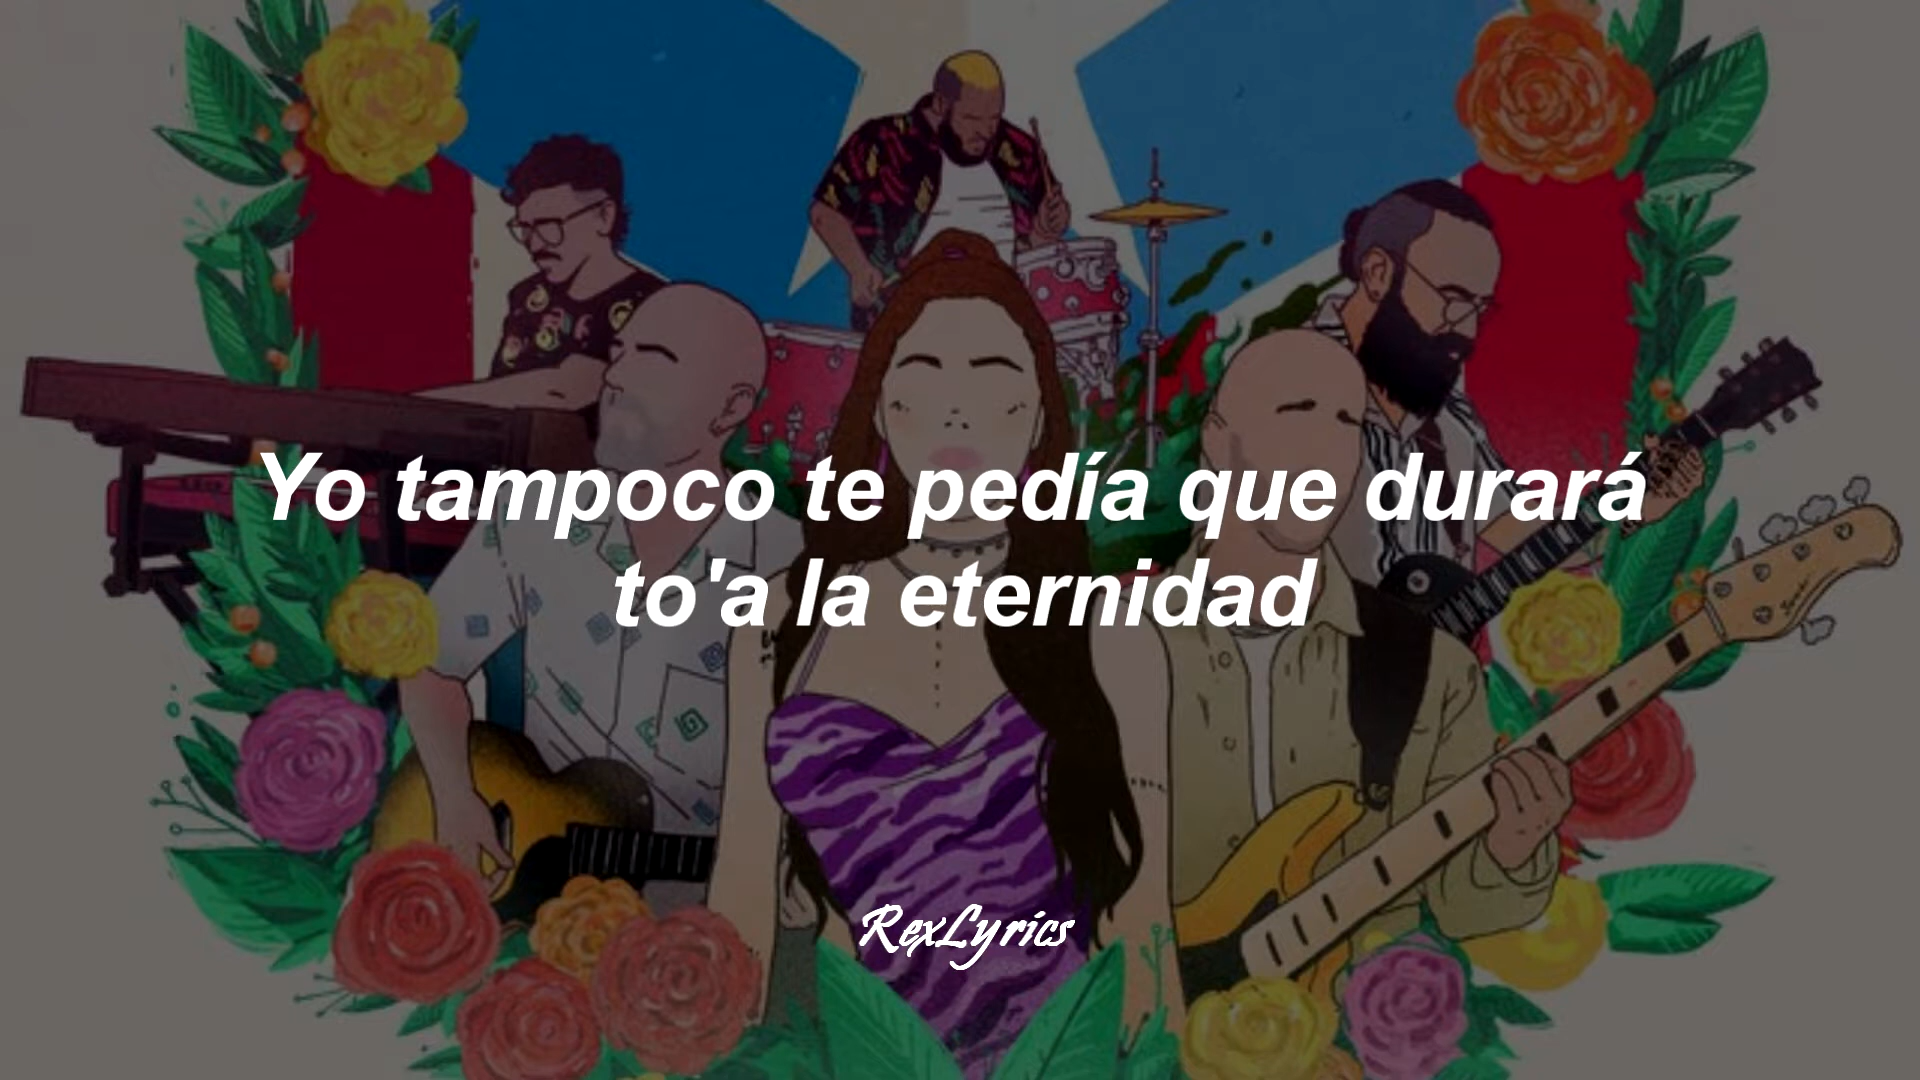 Yo tampoco te pedía que durará
to'a la eternidad
RexLyrics